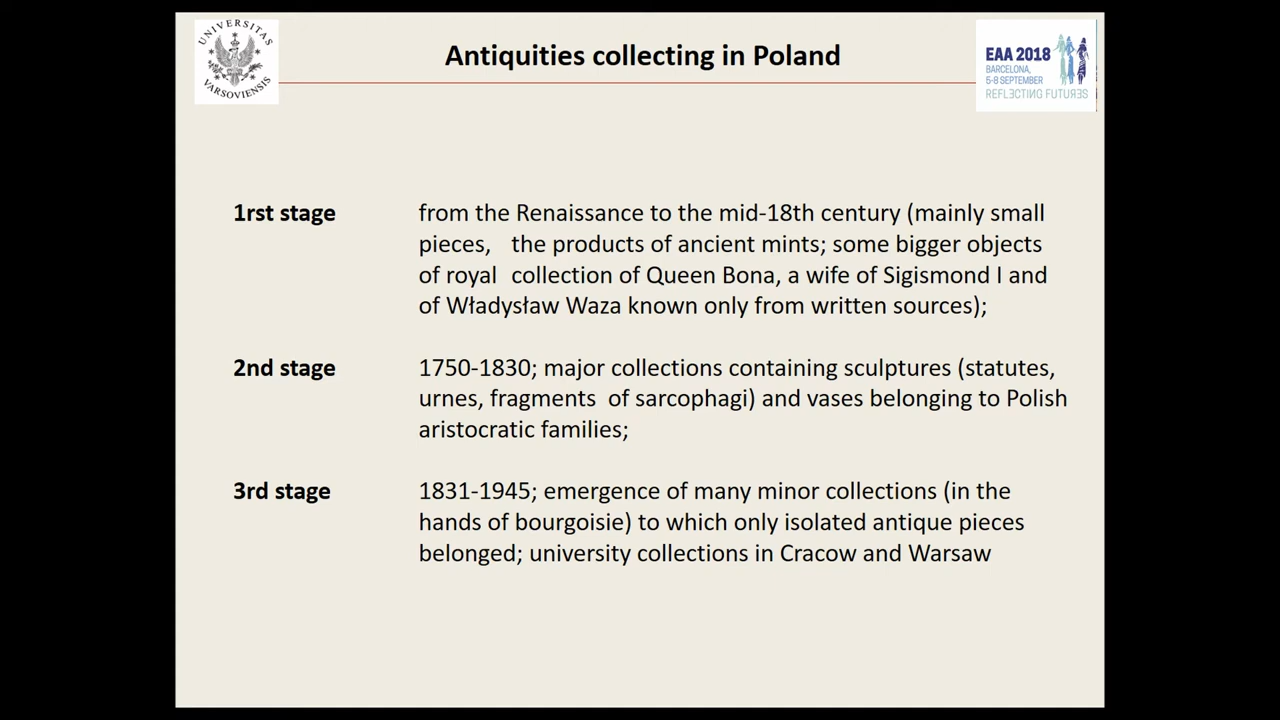 UNIVERSITAS
VARSOVIENSIS
Antiquities collecting in Poland
EAA 2018
BARCELONA,
5-8 SEPTEMBER
REFLECTING FUTURES
1rst stage
from the Renaissance to the mid-18th century (mainly small
pieces, the products of ancient mints; some bigger objects
of royal collection of Queen Bona, a wife of Sigismond I and
of Władysław Waza known only from written sources);
2nd stage
1750-1830; major collections containing sculptures (statutes,
urnes, fragments of sarcophagi) and vases belonging to Polish
aristocratic families;
3rd stage
1831-1945; emergence of many minor collections (in the
hands of bourgoisie) to which only isolated antique pieces
belonged; university collections in Cracow and Warsaw